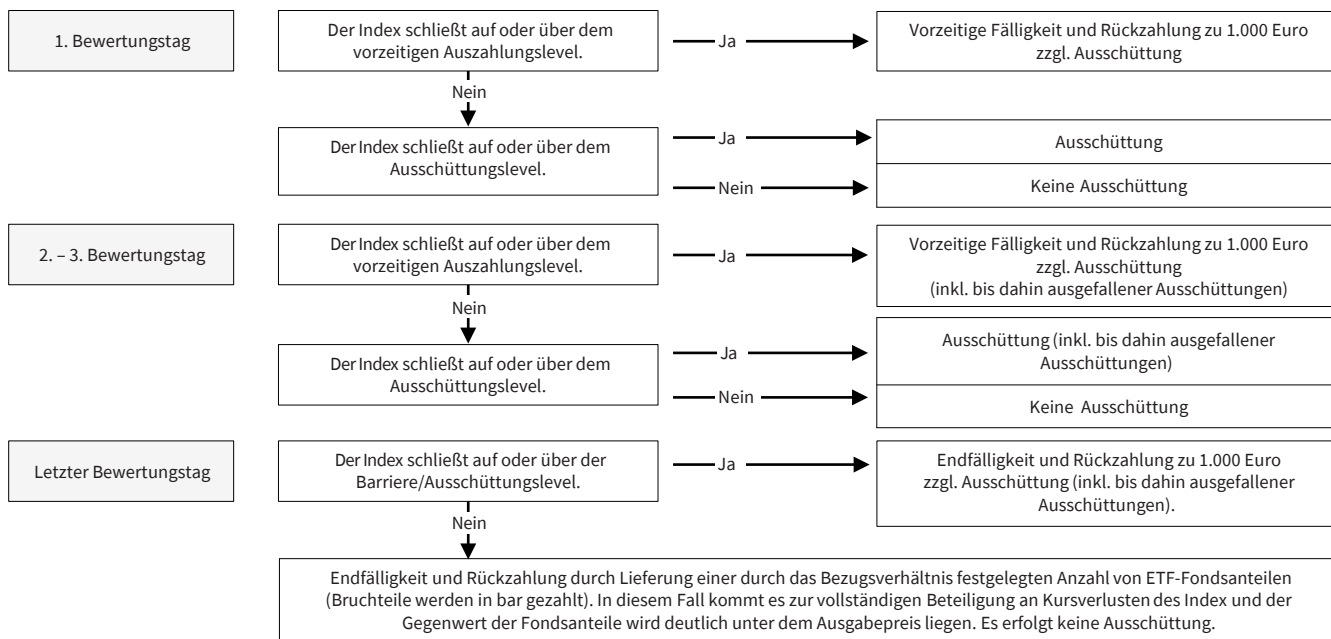 1. Bewertungstag
Der Index schließt auf oder über dem
vorzeitigen Auszahlungslevel.
Ja
Vorzeitige Fälligkeit und Rückzahlung zu 1.000 Euro
zzgl. Ausschüttung
Nein
Der Index schließt auf oder über dem
Ausschüttungslevel.
Ja
Ausschüttung
Nein
Keine Ausschüttung
2. – 3. Bewertungstag
Der Index schließt auf oder über dem
vorzeitigen Auszahlungslevel.
Ja
Vorzeitige Fälligkeit und Rückzahlung zu 1.000 Euro
zzgl. Ausschüttung
(inkl. bis dahin ausgefallener Ausschüttungen)
Nein
Der Index schließt auf oder über dem
Ausschüttungslevel.
Ja
Ausschüttung (inkl. bis dahin ausgefallener
Ausschüttungen)
Nein
Keine Ausschüttung
Letzter Bewertungstag
Der Index schließt auf oder über der
Barriere/Ausschüttungslevel.
Ja
Endfälligkeit und Rückzahlung zu 1.000 Euro
zzgl. Ausschüttung (inkl. bis dahin ausgefallener
Ausschüttungen).
Nein
Endfälligkeit und Rückzahlung durch Lieferung einer durch das Bezugsverhältnis festgelegten Anzahl von ETF-Fondsanteilen
(Bruchteile werden in bar gezahlt). In diesem Fall kommt es zur vollständigen Beteiligung an Kursverlusten des Index und der
Gegenwert der Fondsanteile wird deutlich unter dem Ausgabepreis liegen. Es erfolgt keine Ausschüttung.